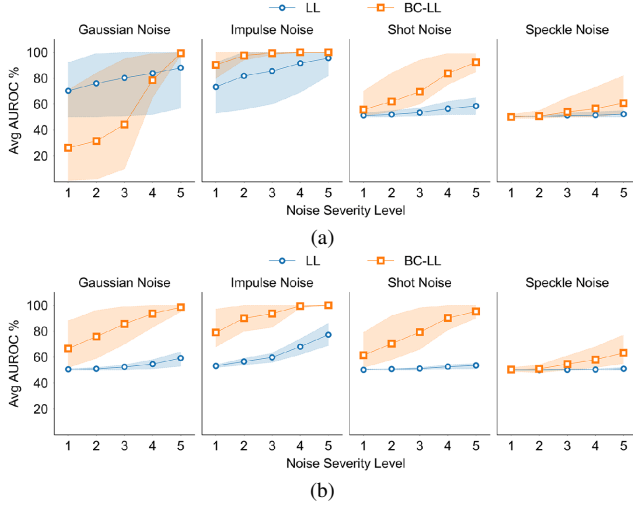 LL BC-LL
Gaussian Noise Impulse Noise Shot Noise Speckle Noise
Avg AUROC %
100
80
60
40
20
1 2 3 4 5 1 2 3 4 5 1 2 3 4 5 1 2 3 4 5
Noise Severity Level
(a)
LL BC-LL
Gaussian Noise Impulse Noise Shot Noise Speckle Noise
Avg AUROC %
100
80
60
40
20
1 2 3 4 5 1 2 3 4 5 1 2 3 4 5 1 2 3 4 5
Noise Severity Level
(b)